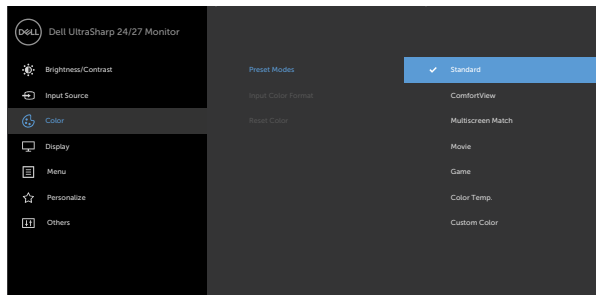 DELL Dell UltraSharp 24/27 Monitor
Brightness/Contrast
Input Source
Color
Display
Menu
Personalize
Others
Preset Modes
Input Color Format
Reset Color
Standard
ComfortView
Multiscreen Match
Movie
Game
Color Temp.
Custom Color